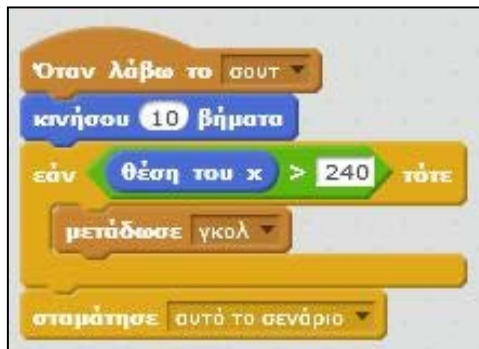 Όταν λάβω το σουτ
κινήσου 10 βήματα
εάν θέση του x > 240 τότε
μετάδωσε γκολ
σταμάτησε αυτό το σενάριο